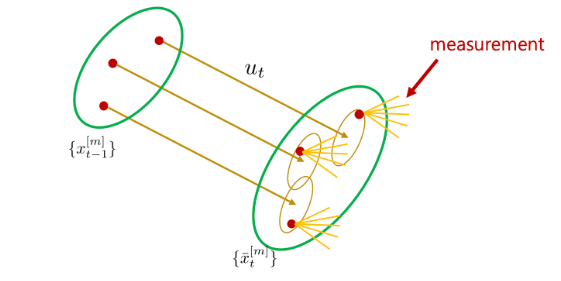 measurement
$u_t$
$\{x_{t-1}^{[m]}\}$
$\{\bar{x}_t^{[m]}\}$